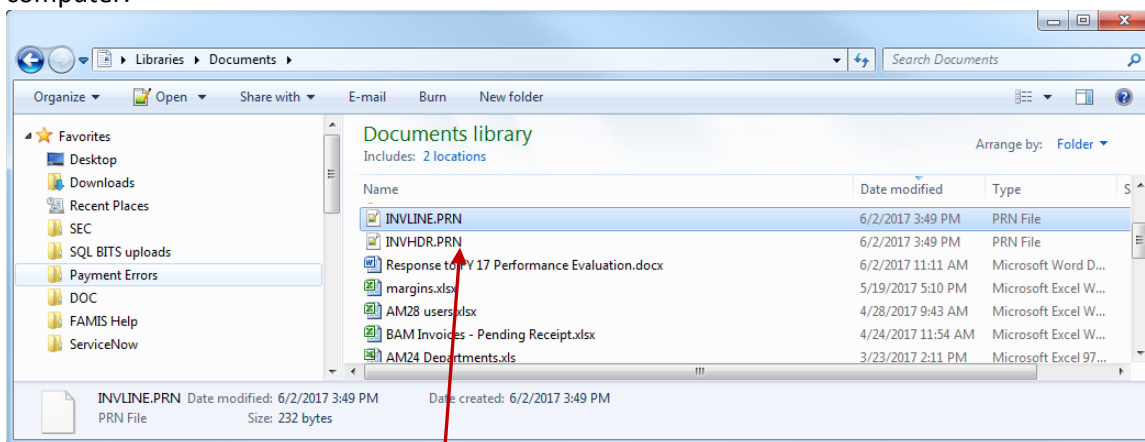 Libraries Documents
Search Documents
Organize Open Share with E-mail Burn New folder
Favorites
Desktop
Downloads
Recent Places
SEC
SQL BITS uploads
Payment Errors
DOC
FAMIS Help
ServiceNow
Documents library
Includes: 2 locations
Arrange by: Folder
Name Date modified Type S
INVLINE.PRN 6/2/2017 3:49 PM PRN File
INVHDR.PRN 6/2/2017 3:49 PM PRN File
Response to PY 17 Performance Evaluation.docx 6/2/2017 11:11 AM Microsoft Word D...
margins.xlsx 5/19/2017 5:10 PM Microsoft Excel W...
AM28 users.xlsx 4/28/2017 9:43 AM Microsoft Excel W...
BAM Invoices - Pending Receipt.xlsx 4/24/2017 11:54 AM Microsoft Excel W...
AM24 Departments.xls 3/23/2017 2:11 PM Microsoft Excel 97...
INVLINE.PRN Date modified: 6/2/2017 3:49 PM Date created: 6/2/2017 3:49 PM
PRN File Size: 232 bytes